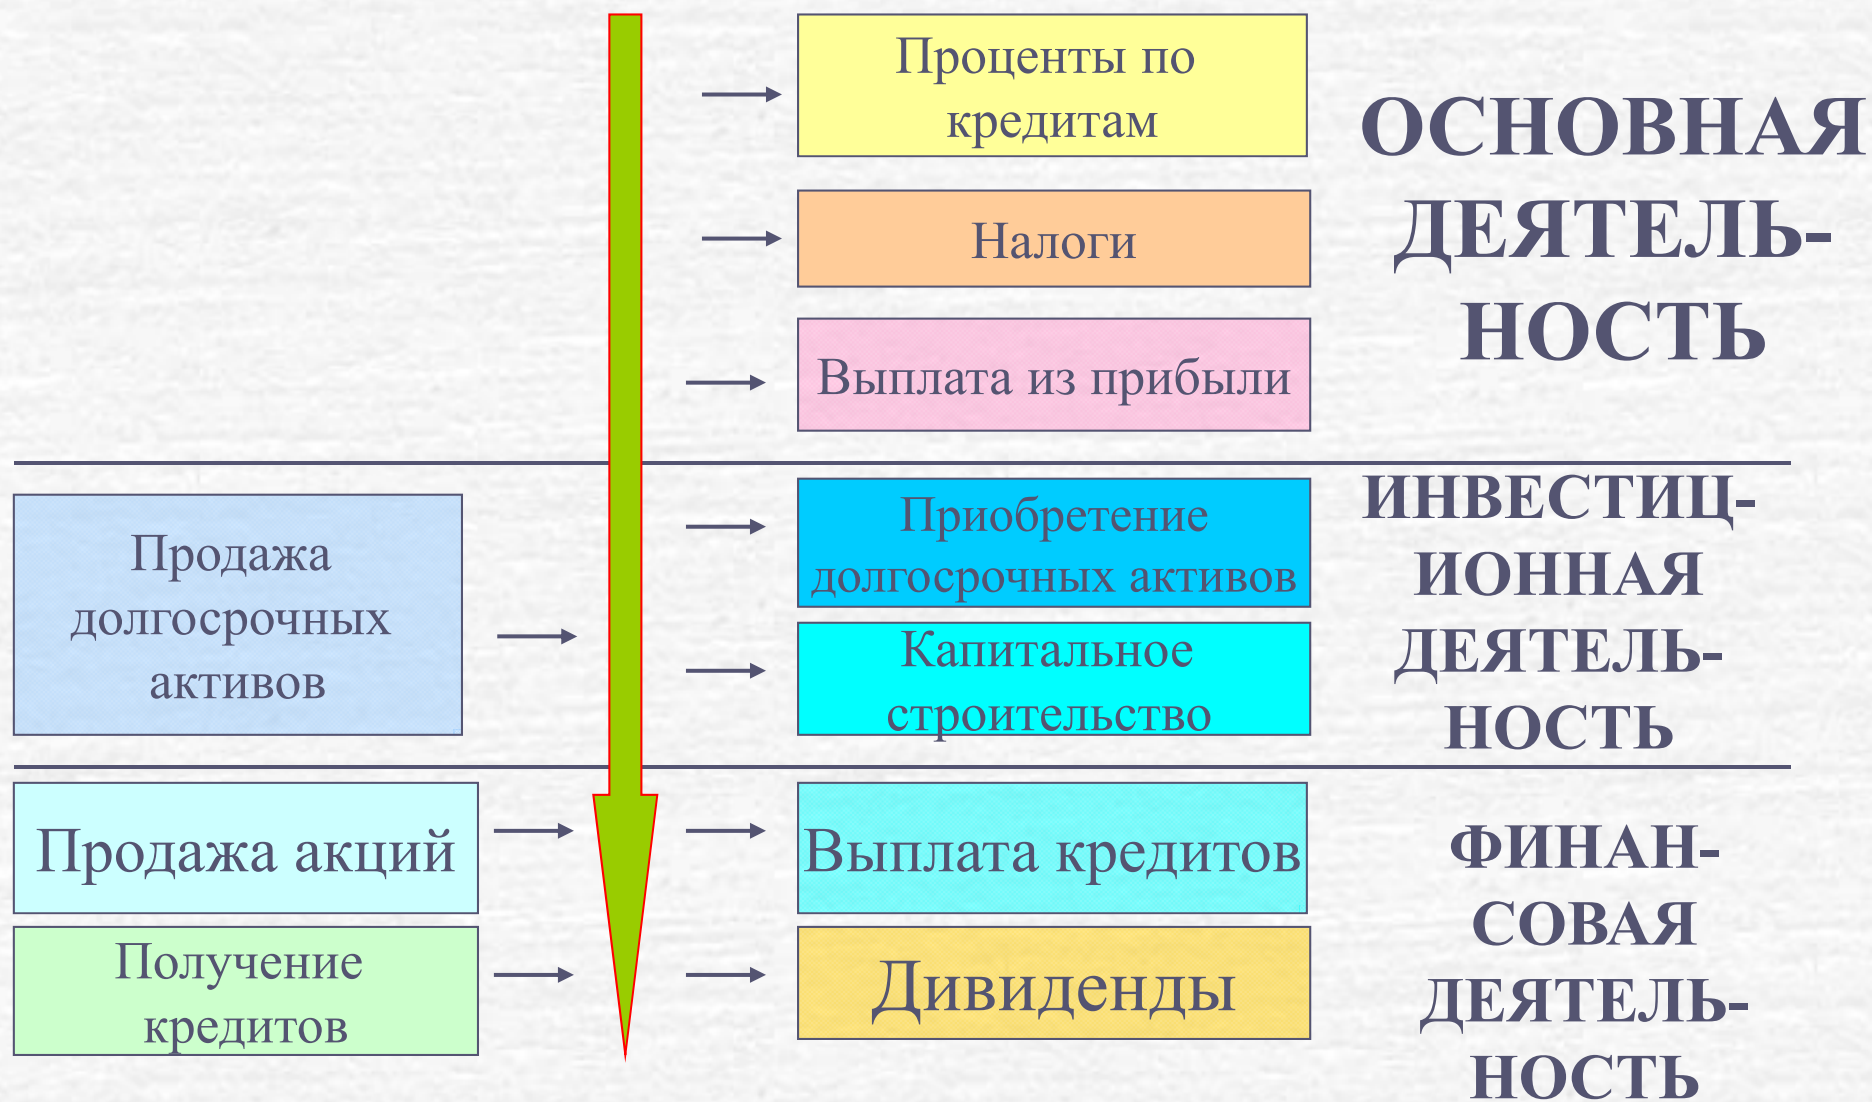 Проценты по
кредитам
Налоги
Выплата из прибыли
ОСНОВНАЯ
ДЕЯТЕЛЬ-
НОСТЬ
Продажа
долгосрочных
активов
Приобретение
долгосрочных активов
Капитальное
строительство
ИНВЕСТИЦ-
ИОННАЯ
ДЕЯТЕЛЬ-
НОСТЬ
Продажа акций
Получение
кредитов
Выплата кредитов
Дивиденды
ФИНАН-
СОВАЯ
ДЕЯТЕЛЬ-
НОСТЬ